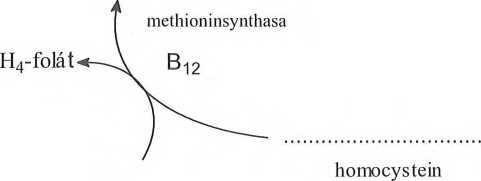 methioninsynthasa
H₄-folát
B₁₂
homocystein